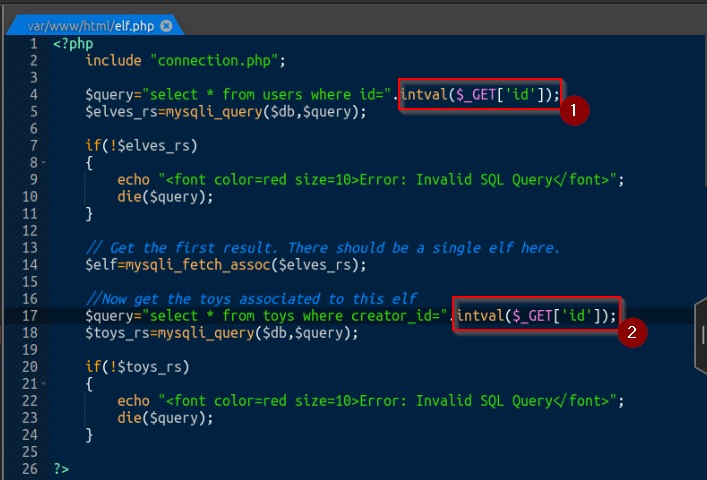 var/www/html/elf.php
1 <?php
2 include "connection.php";
3
4 $query="select * from users where id=".intval($_GET['id']);
1
5 $elves_rs=mysqli_query($db,$query);
6
7 if(!$elves_rs)
8 {
9 echo "<font color=red size=10>Error: Invalid SQL Query</font>";
10 die($query);
11 }
12
13 // Get the first result. There should be a single elf here.
14 $elf=mysqli_fetch_assoc($elves_rs);
15
16 //Now get the toys associated to this elf
17 $query="select * from toys where creator_id=".intval($_GET['id']);
2
18 $toys_rs=mysqli_query($db,$query);
19
20 if(!$toys_rs)
21 {
22 echo "<font color=red size=10>Error: Invalid SQL Query</font>";
23 die($query);
24 }
25
26 ?>